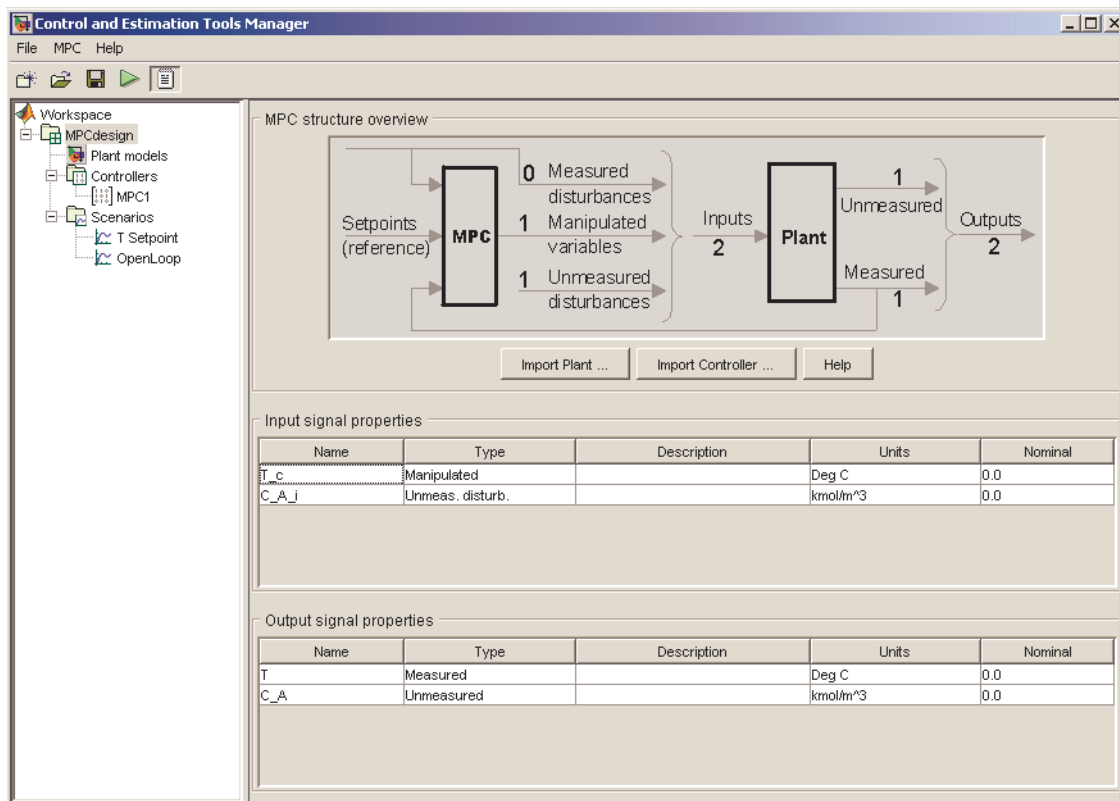 Control and Estimation Tools Manager
File MPC Help
Workspace
MPCdesign
Plant models
Controllers
MPC1
Scenarios
T Setpoint
OpenLoop
MPC structure overview
Setpoints
(reference)
MPC
0 Measured
disturbances
1 Manipulated
variables
1 Unmeasured
disturbances
Inputs
2
Plant
1
Unmeasured
Measured
1
Outputs
2
Import Plant ...
Import Controller ...
Help
Input signal properties
Name Type Description Units Nominal
T_c Manipulated Deg C 0.0
C_A_i Unmeas. disturb. kmol/m^3 0.0
Output signal properties
Name Type Description Units Nominal
T Measured Deg C 0.0
C_A Unmeasured kmol/m^3 0.0